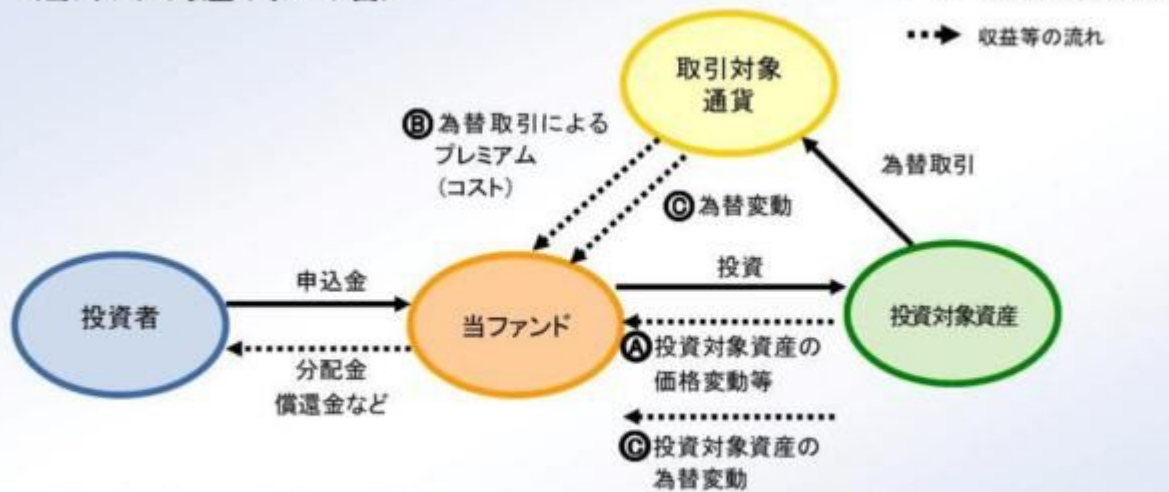 収益等の流れ
取引対象
通貨
Ⓑ為替取引による
プレミアム
(コスト)
為替取引
Ⓒ為替変動
申込金
投資
投資者
当ファンド
投資対象資産
分配金
償還金など
Ⓐ投資対象資産の
価格変動等
Ⓒ投資対象資産の
為替変動